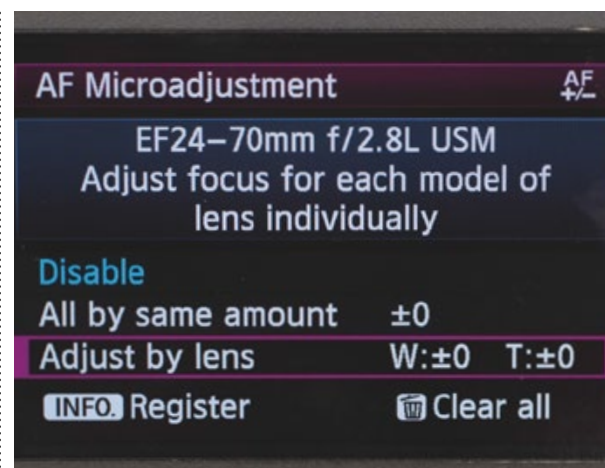 AF Microadjustment AF +/–
EF24–70mm f/2.8L USM
Adjust focus for each model of
lens individually
Disable
All by same amount ±0
Adjust by lens W:±0 T:±0
INFO. Register Clear all